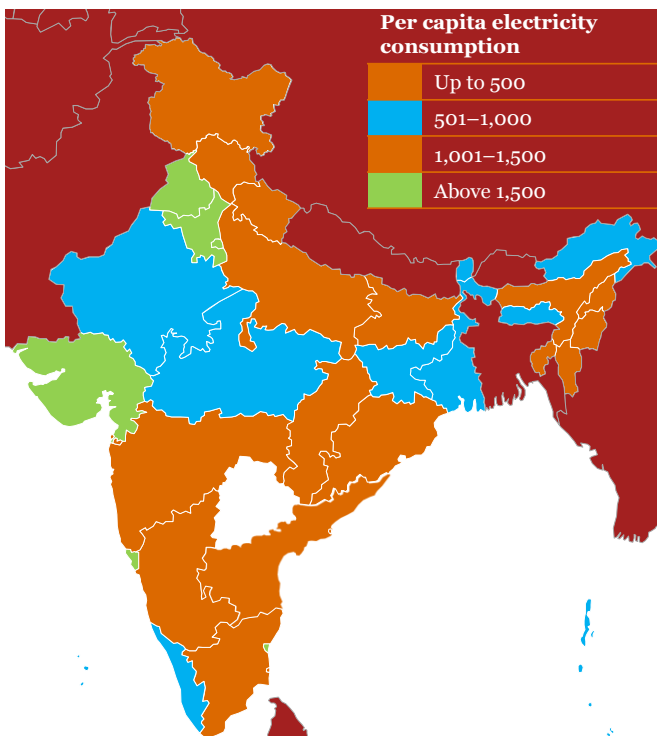 Per capita electricity
consumption
Up to 500
501–1,000
1,001–1,500
Above 1,500